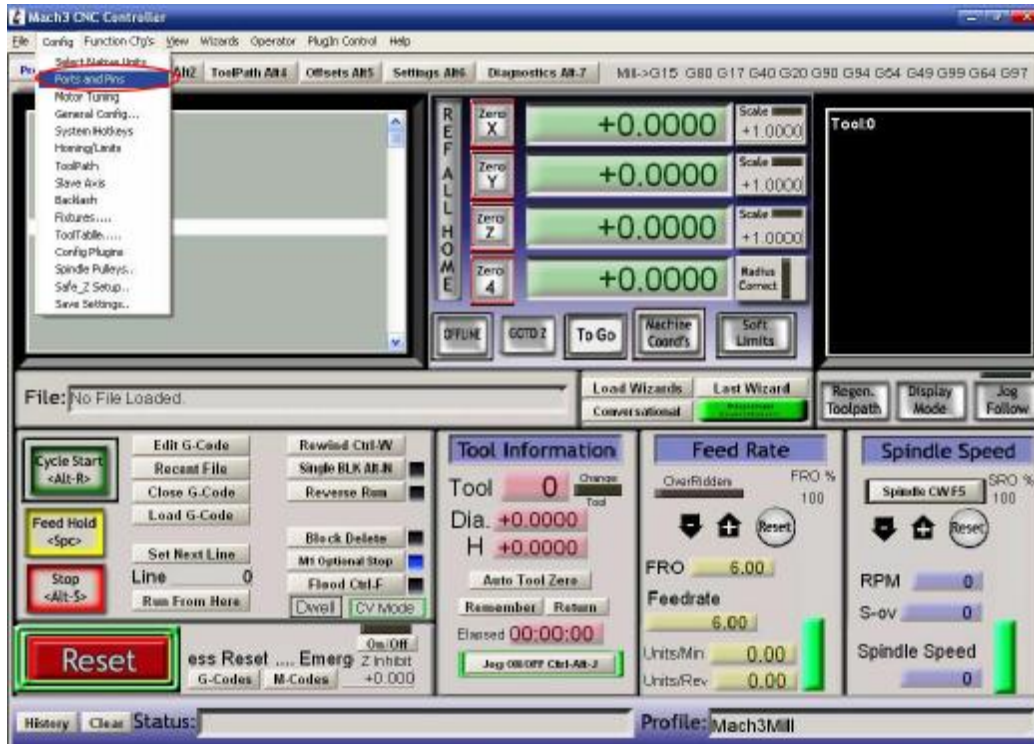 Mach3 CNC Controller
File Config Function Cfg's View Wizards Operator PlugIn Control Help
Select Native Units
Ports and Pins
Motor Tuning
General Config...
System Hotkeys
Homing/Limits
ToolPath
Slave Axis
Backlash
Fixtures....
ToolTable.....
Config Plugins
Spindle Pulleys..
Safe_Z Setup..
Save Settings..
Alt2 ToolPath Alt4 Offsets Alt5 Settings Alt6 Diagnostics Alt-7 Mill->G15 G80 G17 G40 G20 G90 G94 G54 G49 G99 G64 G97
REF ALL HOME
Zero X +0.0000 Scale +1.0000
Zero Y +0.0000 Scale +1.0000
Zero Z +0.0000 Scale +1.0000
Zero 4 +0.0000 Radius Correct
OFFLINE GOTO Z To Go Machine Coord's Soft Limits
Tool:0
File: No File Loaded.
Load Wizards Last Wizard
Conversational
Regen. Toolpath Display Mode Jog Follow
Cycle Start <Alt-R>
Feed Hold <Spc>
Stop <Alt-S>
Edit G-Code Rewind Ctrl-W
Recent File Single BLK Alt-N
Close G-Code Reverse Run
Load G-Code
Block Delete
Set Next Line M1 Optional Stop
Line 0 Flood Ctrl-F
Run From Here Dwell CV Mode
Reset
ess Reset .... Emerg
G-Codes M-Codes
On/Off
Z Inhibit
+0.000
Tool Information
Tool 0 Change Tool
Dia. +0.0000
H +0.0000
Auto Tool Zero
Remember Return
Elapsed 00:00:00
Jog ON/OFF Ctrl-Alt-J
Feed Rate
OverRidden FRO %
100
Reset
FRO 6.00
Feedrate
6.00
Units/Min 0.00
Units/Rev 0.00
Spindle Speed
Spindle CW F5 SRO %
100
Reset
RPM 0
S-ov 0
Spindle Speed
0
History Clear Status: Profile: Mach3Mill